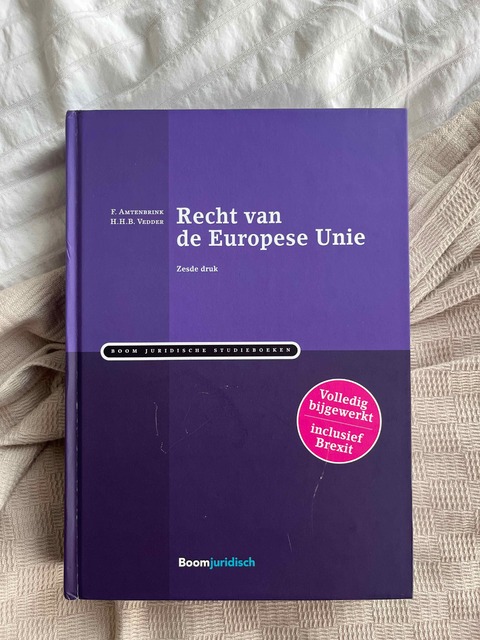 F. Amtenbrink
H.H.B. Vedder
Recht van
de Europese Unie
Zesde druk
BOOM JURIDISCHE STUDIEBOEKEN
Volledig
bijgewerkt
inclusief
Brexit
Boomjuridisch